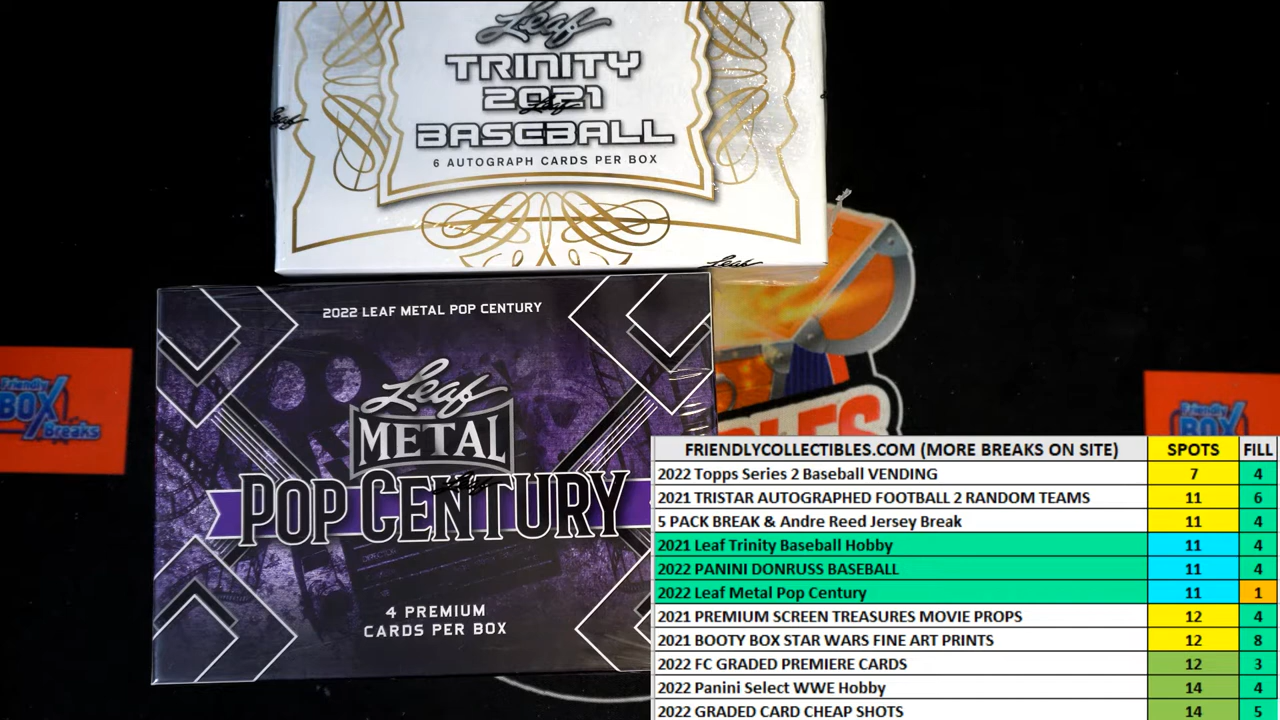 Leaf
TRINITY
2021
Leaf
BASEBALL
6 AUTOGRAPH CARDS PER BOX
Leaf
Leaf
2022 LEAF METAL POP CENTURY
Leaf
METAL
POP CENTURY
4 PREMIUM
CARDS PER BOX
Friendly
BOX
Breaks
Friendly
BOX
FRIENDLYCOLLECTIBLES.COM (MORE BREAKS ON SITE) SPOTS FILL
2022 Topps Series 2 Baseball VENDING 7 4
2021 TRISTAR AUTOGRAPHED FOOTBALL 2 RANDOM TEAMS 11 6
5 PACK BREAK & Andre Reed Jersey Break 11 4
2021 Leaf Trinity Baseball Hobby 11 4
2022 PANINI DONRUSS BASEBALL 11 4
2022 Leaf Metal Pop Century 11 1
2021 PREMIUM SCREEN TREASURES MOVIE PROPS 12 4
2021 BOOTY BOX STAR WARS FINE ART PRINTS 12 8
2022 FC GRADED PREMIERE CARDS 12 3
2022 Panini Select WWE Hobby 14 4
2022 GRADED CARD CHEAP SHOTS 14 5